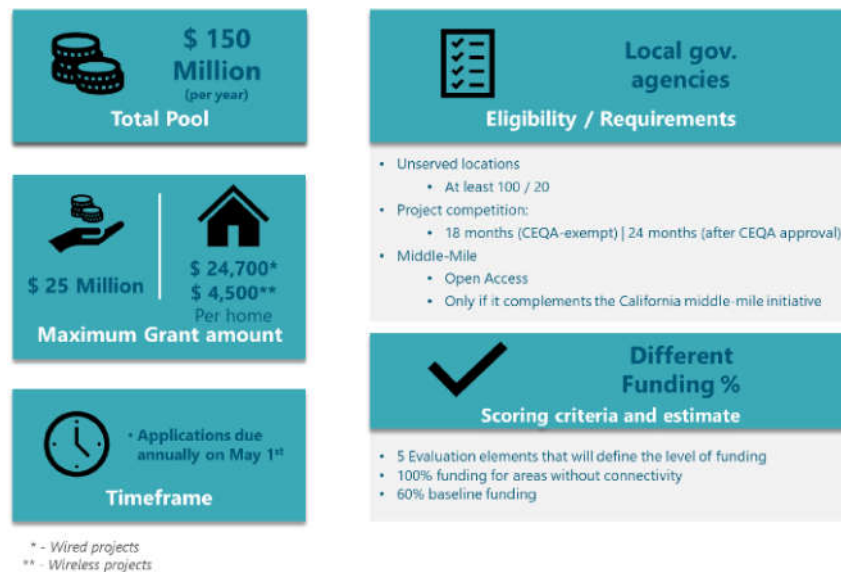 $ 150
Million
(per year)
Total Pool
$ 25 Million
$ 24,700*
$ 4,500**
Per home
Maximum Grant amount
• Applications due
annually on May 1st
Timeframe
* - Wired projects
** - Wireless projects
Local gov.
agencies
Eligibility / Requirements
• Unserved locations
• At least 100 / 20
• Project competition:
• 18 months (CEQA-exempt) | 24 months (after CEQA approval)
• Middle-Mile
• Open Access
• Only if it complements the California middle-mile initiative
Different
Funding %
Scoring criteria and estimate
• 5 Evaluation elements that will define the level of funding
• 100% funding for areas without connectivity
• 60% baseline funding